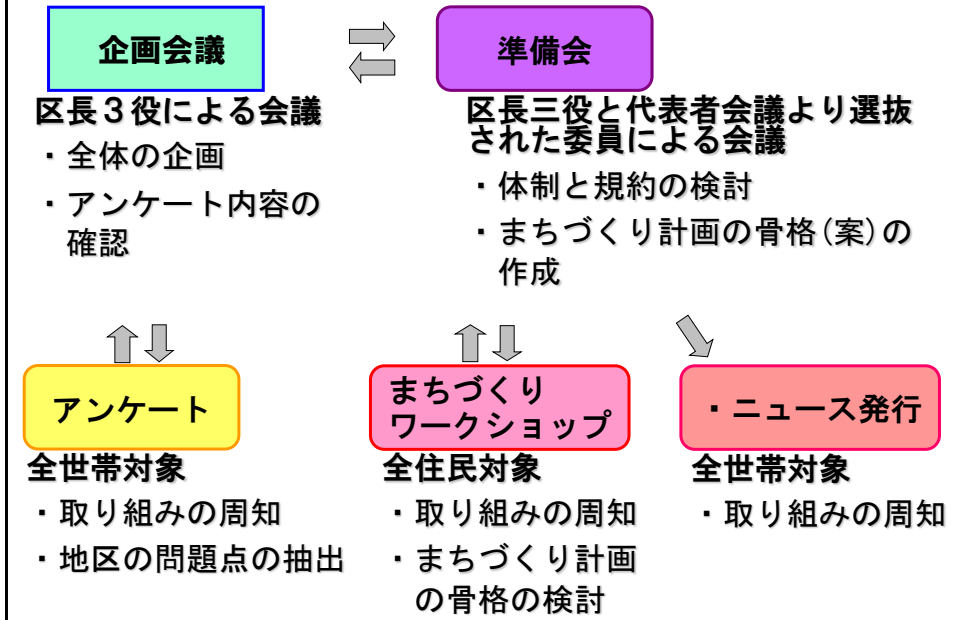 企画会議
区長３役による会議
・全体の企画
・アンケート内容の
確認
準備会
区長三役と代表者会議より選抜
された委員による会議
・体制と規約の検討
・まちづくり計画の骨格(案)の
作成
アンケート
全世帯対象
・取り組みの周知
・地区の問題点の抽出
まちづくり
ワークショップ
全住民対象
・取り組みの周知
・まちづくり計画
の骨格の検討
・ニュース発行
全世帯対象
・取り組みの周知